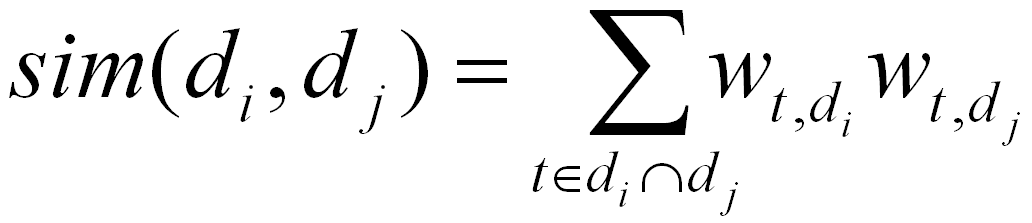 sim(d_i, d_j) = \sum_{t \in d_i \cap d_j} w_{t,d_i} w_{t,d_j}